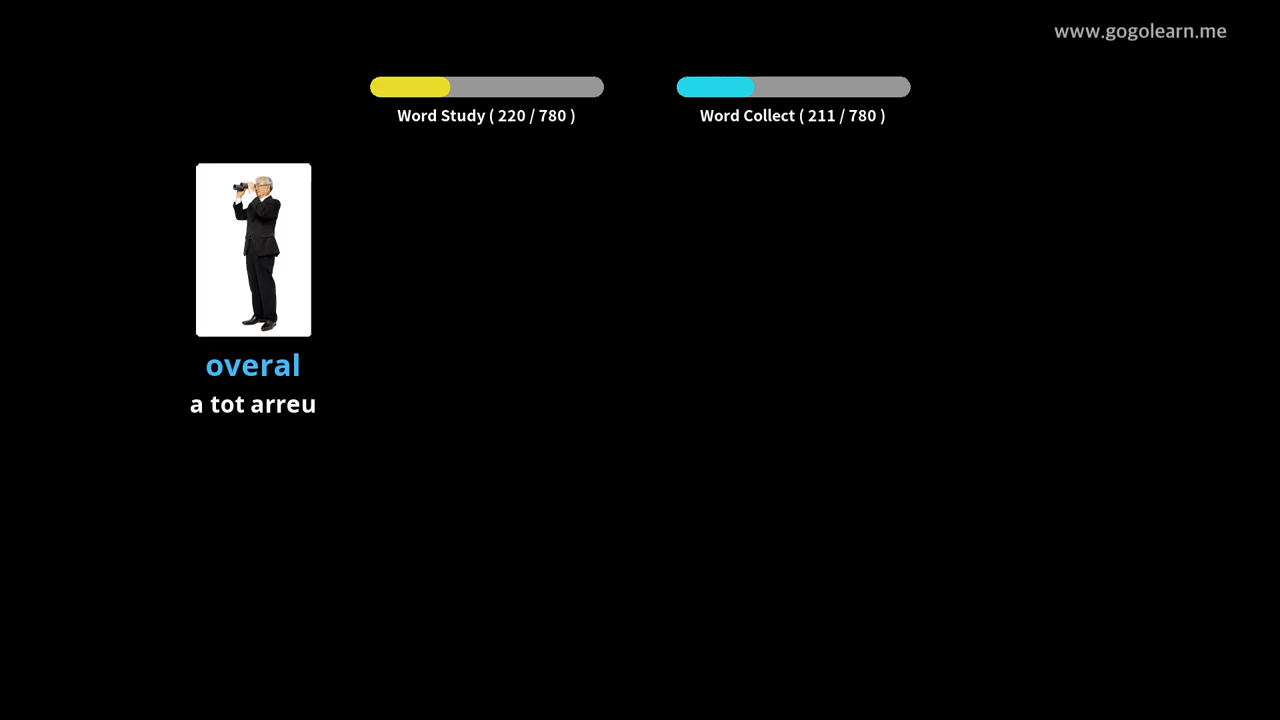 www.gogolearn.me
Word Study ( 220 / 780 )
Word Collect ( 211 / 780 )
overal
a tot arreu